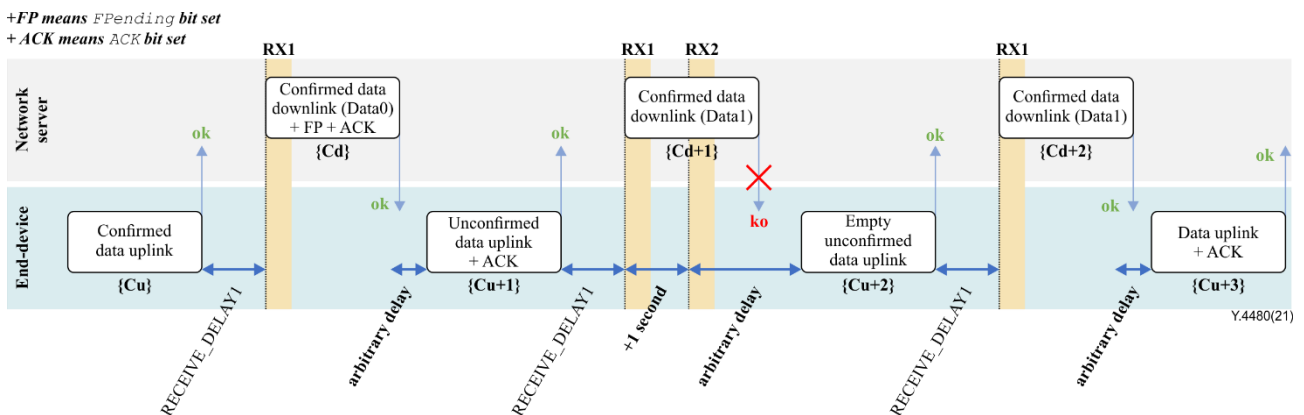 +FP means FPending bit set
+ ACK means ACK bit set
RX1
RX1
RX2
RX1
Network
server
Confirmed data
downlink (Data0)
+ FP + ACK
{Cd}
Confirmed data
downlink (Data1)
{Cd+1}
Confirmed data
downlink (Data1)
{Cd+2}
ok
ok
ok
ok
ok
ko
ok
End-device
Confirmed
data uplink
{Cu}
Unconfirmed
data uplink
+ ACK
{Cu+1}
Empty
unconfirmed
data uplink
{Cu+2}
Data uplink
+ ACK
{Cu+3}
RECEIVE_DELAY1
arbitrary delay
RECEIVE_DELAY1
+1 second
arbitrary delay
RECEIVE_DELAY1
arbitrary delay
Y.4480(21)